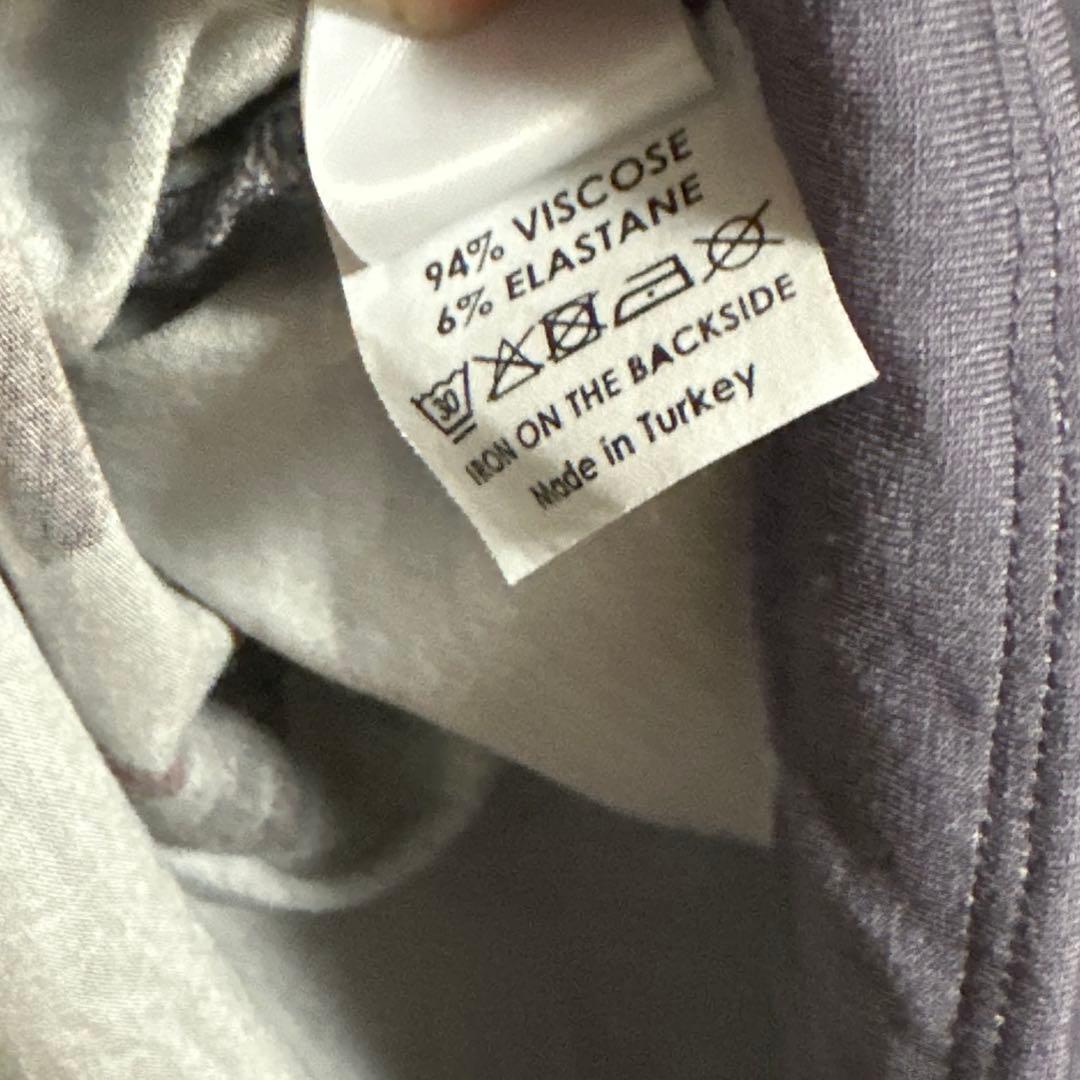 94% VISCOSE
6% ELASTANE
30
IRON ON THE BACKSIDE
Made in Turkey